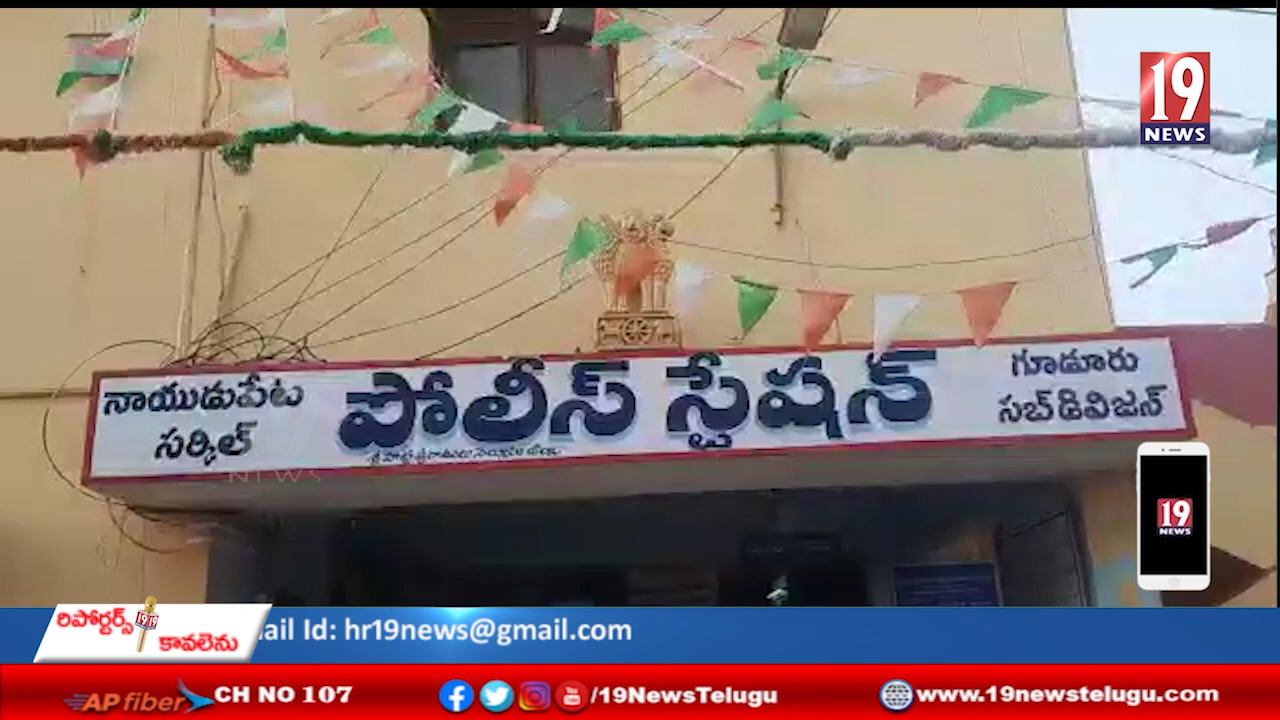 19
NEWS
నాయుడుపేట
సర్కిల్
పోలీస్ స్టేషన్
గూడూరు
సబ్ డివిజన్
NEWS
19
NEWS
రిపోర్టర్స్
కావలెను
ail Id: hr19news@gmail.com
AP fiber CH NO 107
/19NewsTelugu
www.19newstelugu.com